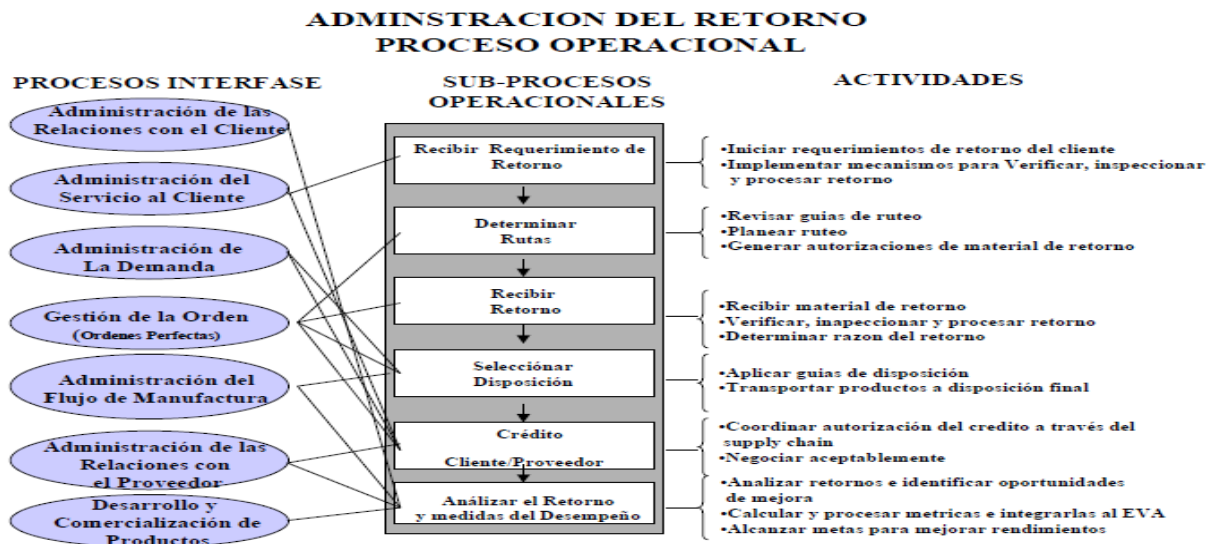 ADMINSTRACION DEL RETORNO
PROCESO OPERACIONAL
PROCESOS INTERFASE
Administración de las
Relaciones con el Cliente
Administración del
Servicio al Cliente
Administración de
La Demanda
Gestión de la Orden
(Ordenes Perfectas)
Administración del
Flujo de Manufactura
Administración de las
Relaciones con
el Proveedor
Desarrollo y
Comercialización de
Productos
SUB-PROCESOS
OPERACIONALES
Recibir Requerimiento de
Retorno
Determinar
Rutas
Recibir
Retorno
Selecciónar
Disposición
Crédito
Cliente/Proveedor
Análizar el Retorno
y medidas del Desempeño
ACTIVIDADES
•Iniciar requerimientos de retorno del cliente
•Implementar mecanismos para Verificar, inspeccionar
y procesar retorno
•Revisar guias de ruteo
•Planear ruteo
•Generar autorizaciones de material de retorno
•Recibir material de retorno
•Verificar, inapeccionar y procesar retorno
•Determinar razon del retorno
•Aplicar guias de disposición
•Transportar productos a disposición final
•Coordinar autorización del credito a través del
supply chain
•Negociar aceptablemente
•Analizar retornos e identificar oportunidades
de mejora
•Calcular y procesar metricas e integrarlas al EVA
•Alcanzar metas para mejorar rendimientos